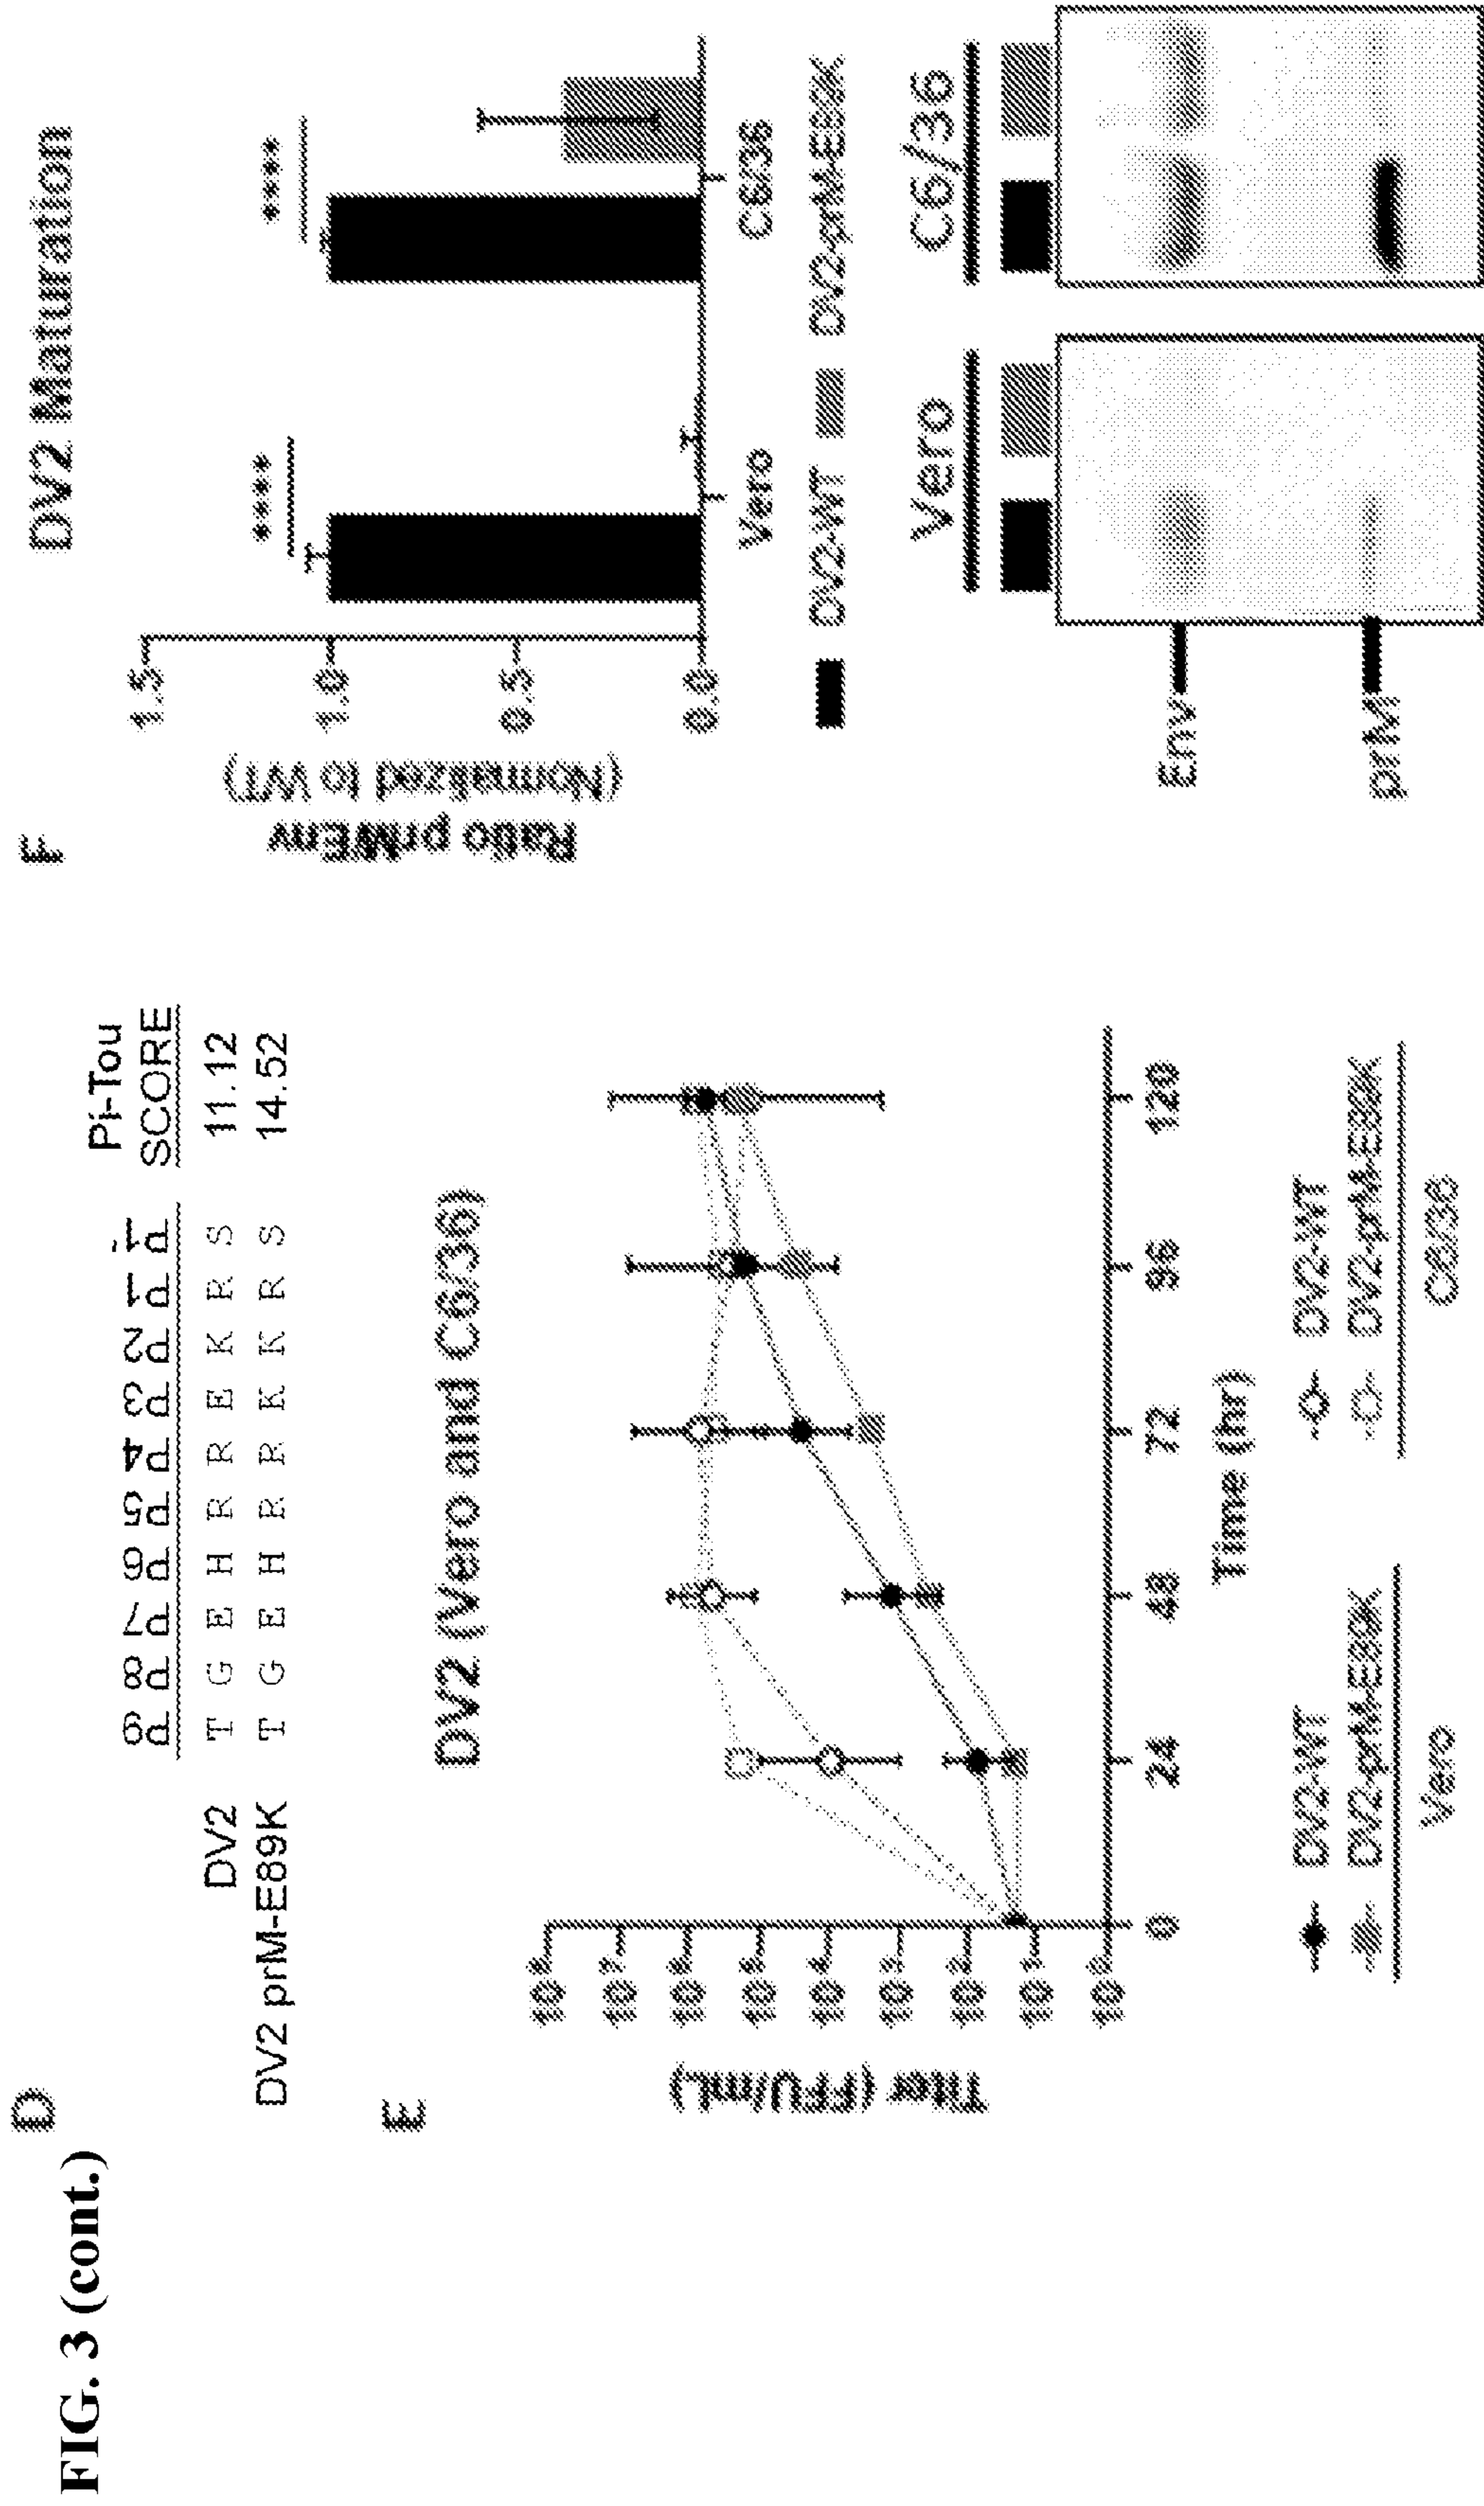 FIG. 3 (cont.)
D
Pi-Tou
P9 P8 P7 P6 P5 P4 P3 P2 P1 P1' SCORE
DV2 T G E H R R E K R S 11.12
DV2 prM-E89K T G E H R R K K R S 14.52
E
DV2 (Vero and C6/36)
Titer (FFU/mL)
10⁸
10⁷
10⁶
10⁵
10⁴
10³
10²
10¹
10⁰
0 24 48 72 96 120
Time (hr)
DV2-WT DV2-WT
DV2-prM-E89K DV2-prM-E89K
Vero C6/36
F
DV2 Maturation
Ratio prM/Env
(Normalized to WT)
1.5
1.0
0.5
0.0
**** ****
Vero C6/36
DV2-WT DV2-prM-E89K
Vero C6/36
Env
prM